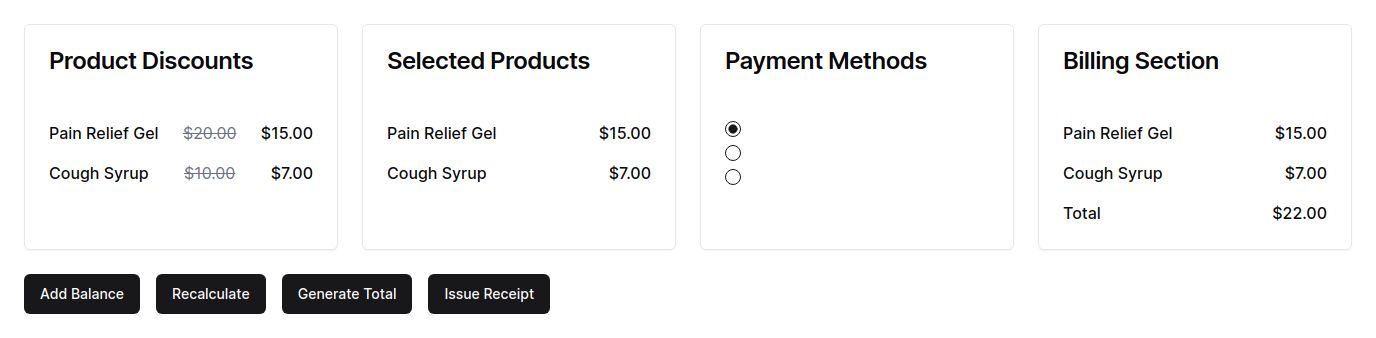 Product Discounts
Pain Relief Gel $20.00 $15.00
Cough Syrup $10.00 $7.00
Selected Products
Pain Relief Gel $15.00
Cough Syrup $7.00
Payment Methods
Billing Section
Pain Relief Gel $15.00
Cough Syrup $7.00
Total $22.00
Add Balance
Recalculate
Generate Total
Issue Receipt